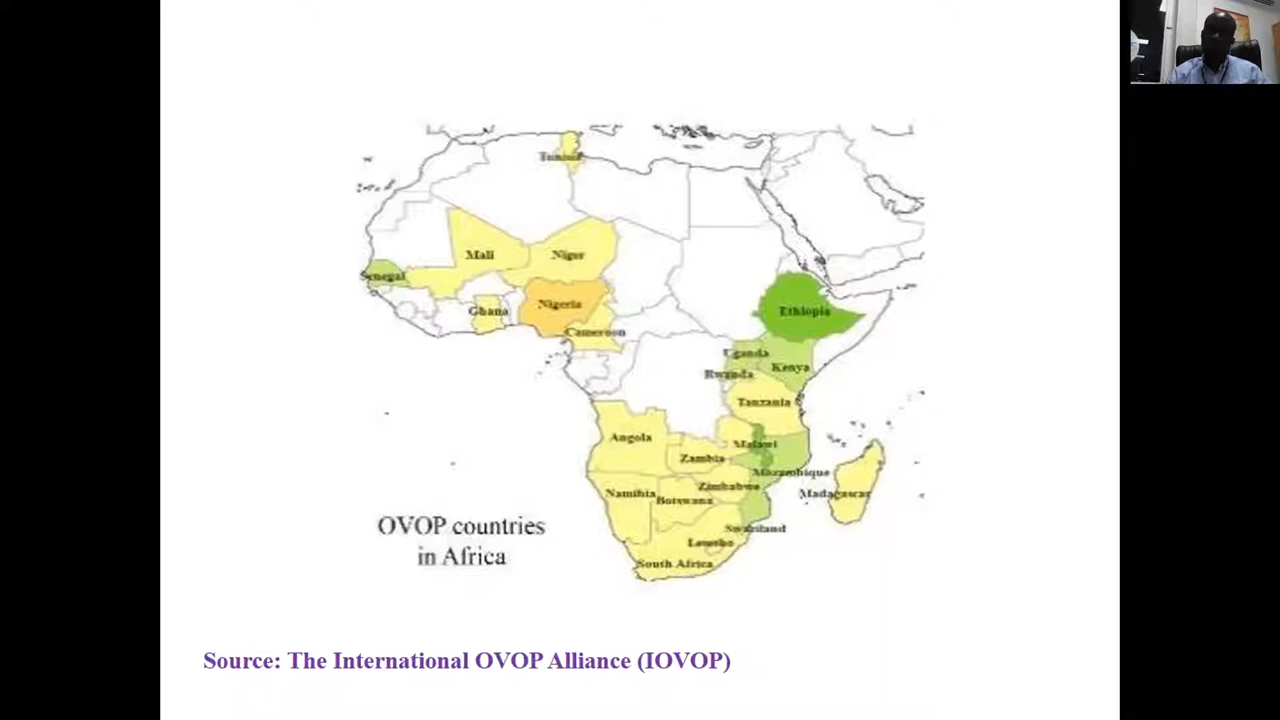 Tunisia
Mali
Niger
Senegal
Nigeria
Ghana
Cameroon
Ethiopia
Uganda
Kenya
Rwanda
Tanzania
Angola
Malawi
Zambia
Mozambique
Zimbabwe
Namibia
Botswana
Madagascar
Swaziland
Lesotho
South Africa
OVOP countries
in Africa
Source: The International OVOP Alliance (IOVOP)